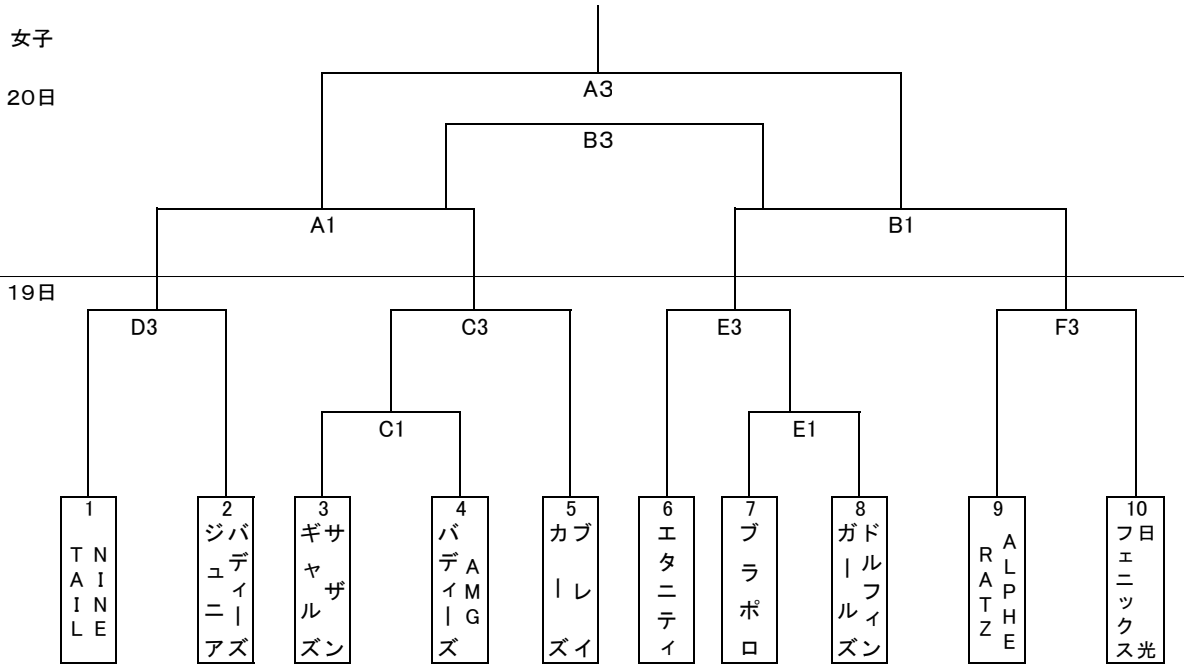 女子
20日
A3
B3
A1
B1
19日
D3
C3
E3
F3
C1
E1
1
NINE
TAIL
2
バディーズ
ジュニア
3
サザン
ギャルズ
4
AMG
バディーズ
5
ブレイ
カーズ
6
エタニティ
7
ブラポロ
8
ドルフィン
ガールズ
9
ALPHE
RATZ
10
日光
フェニックス